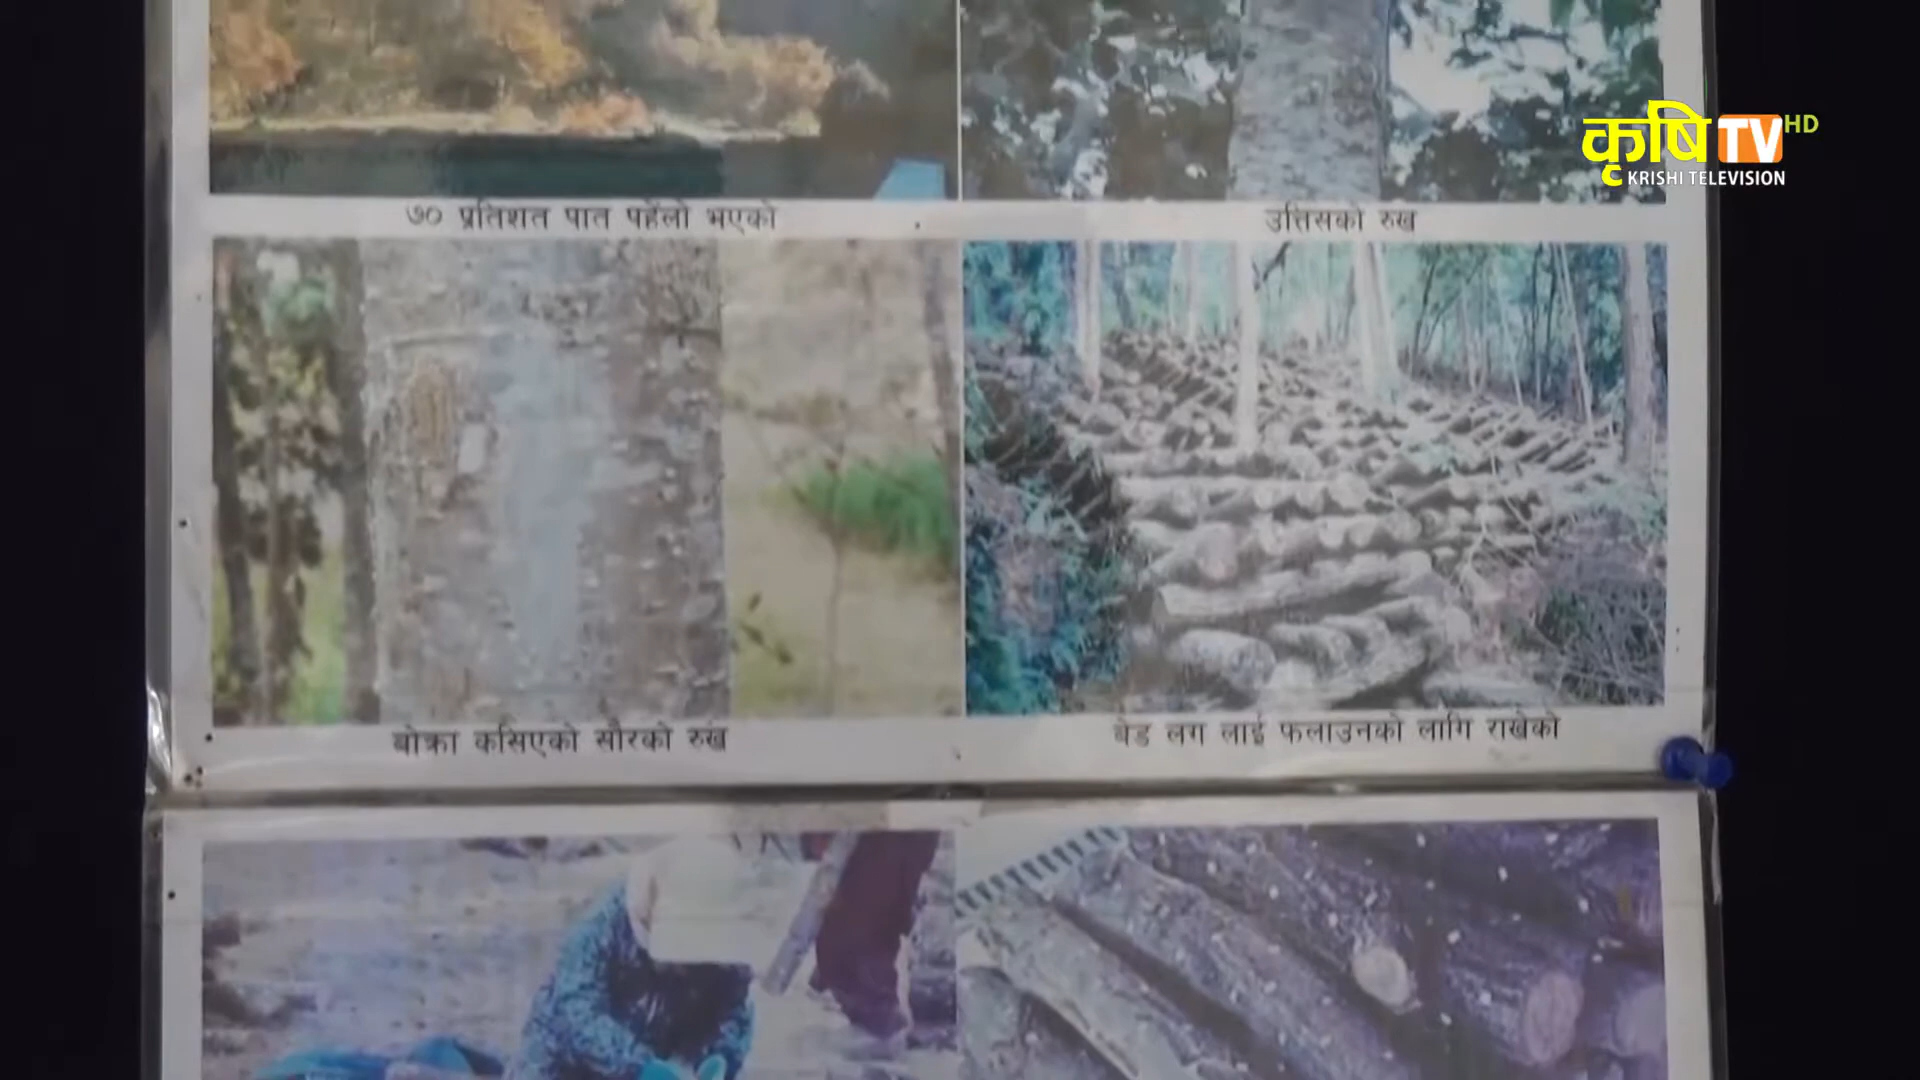 कृषि TV HD
KRISHI TELEVISION
७० प्रतिशत पात पहेंलो भएको
उत्तिसको रुख
बोक्रा कसिएको सौरको रुख
बेड लग लाई फलाउनको लागि राखेको